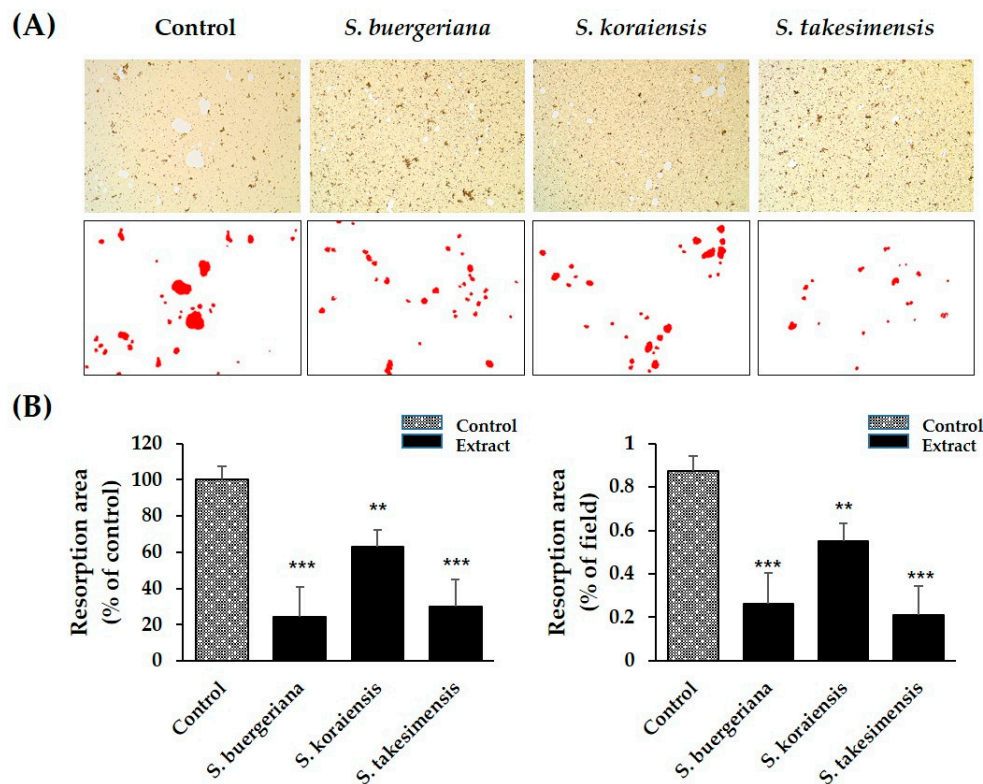 (A)
Control
S. buergeriana
S. koraiensis
S. takesimensis
(B)
Control
Extract
Resorption area
(% of control)
120
100
80
60
40
20
0
***
**
***
Control
S. buergeriana
S. koraiensis
S. takesimensis
Control
Extract
Resorption area
(% of field)
1
0.8
0.6
0.4
0.2
0
***
**
***
Control
S. buergeriana
S. koraiensis
S. takesimensis